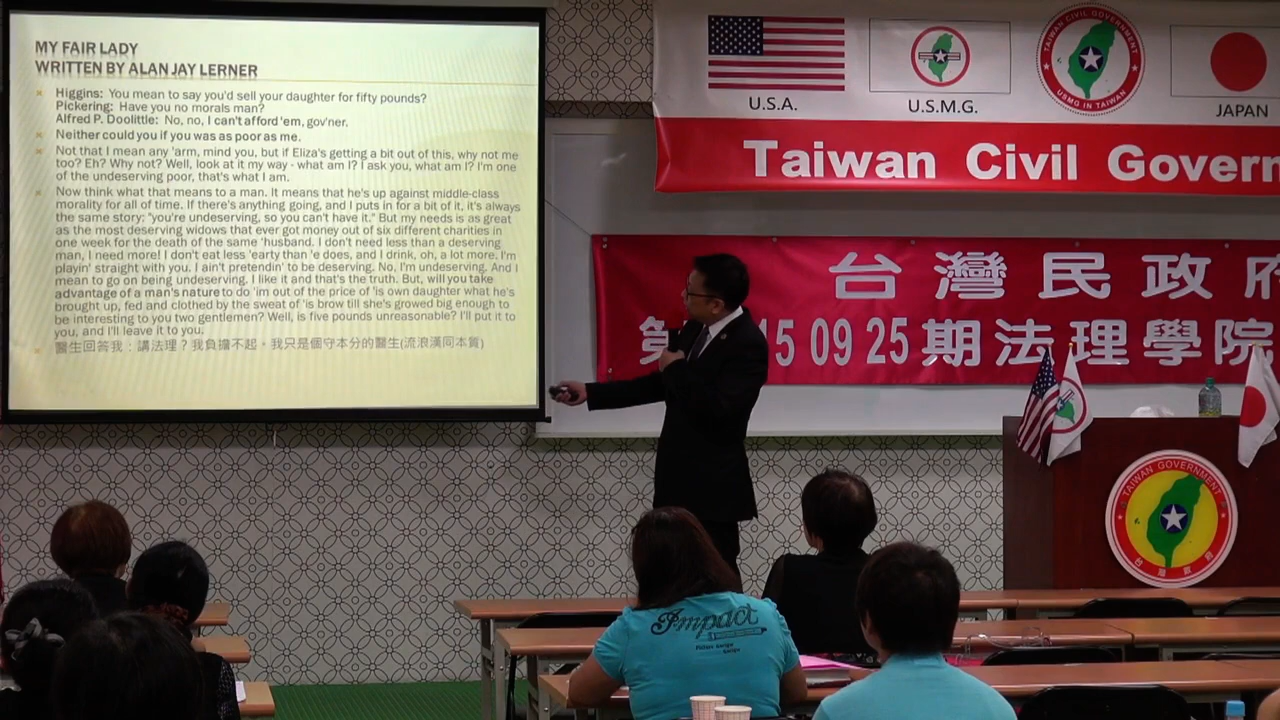 MY FAIR LADY
WRITTEN BY ALAN JAY LERNER
Higgins: You mean to say you'd sell your daughter for fifty pounds?
Pickering: Have you no morals man?
Alfred P. Doolittle: No, no, I can't afford 'em, gov'ner.
Neither could you if you was as poor as me.
Not that I mean any 'arm, mind you, but if Eliza's getting a bit out of this, why not me
too? Eh? Why not? Well, look at it my way - what am I? I ask you, what am I? I'm one
of the undeserving poor, that's what I am.
Now think what that means to a man. It means that he's up against middle-class
morality for all of time. If there's anything going, and I puts in for a bit of it, it's always
the same story: "you're undeserving, so you can't have it." But my needs is as great
as the most deserving widows that ever got money out of six different charities in
one week for the death of the same 'husband. I don't need less than a deserving
man, I need more! I don't eat less 'earty than 'e does, and I drink, oh, a lot more. I'm
playin' straight with you. I ain't pretendin' to be deserving. No, I'm undeserving. And I
mean to go on being undeserving. I like it and that's the truth. But, will you take
advantage of a man's nature to do 'im out of the price of 'is own daughter what he's
brought up, fed and clothed by the sweat of 'is brow till she's growed big enough to
be interesting to you two gentlemen? Well, is five pounds unreasonable? I'll put it to
you, and I'll leave it to you.
醫生回答我：講法理？我負擔不起。我只是個守本分的醫生(流浪漢同本質)
U.S.A.
U.S.M.G.
TAIWAN CIVIL GOVERNMENT
USMG IN TAIWAN
JAPAN
Taiwan Civil Govern
台灣民政府
第 15 09 25 期法理學院
TAIWAN GOVERNMENT
台灣政府
Impact